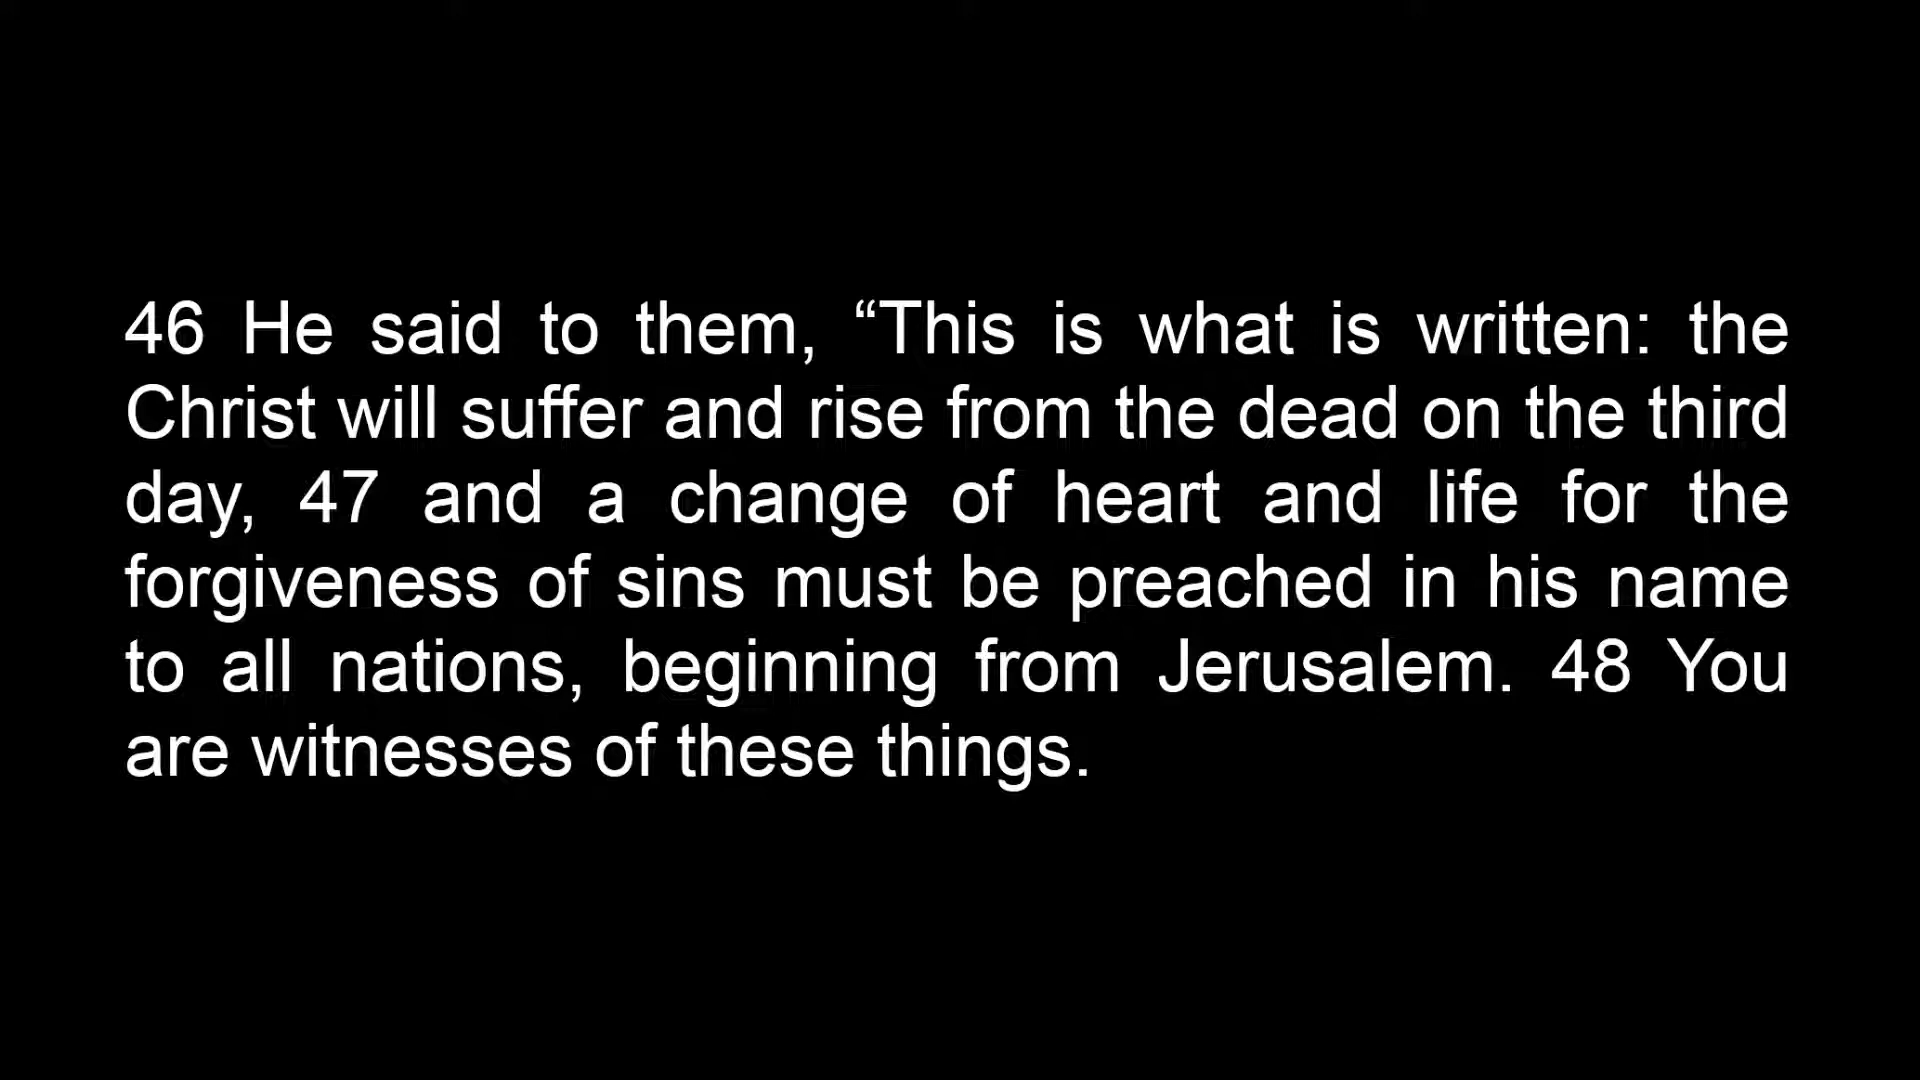 46 He said to them, “This is what is written: the
Christ will suffer and rise from the dead on the third
day, 47 and a change of heart and life for the
forgiveness of sins must be preached in his name
to all nations, beginning from Jerusalem. 48 You
are witnesses of these things.